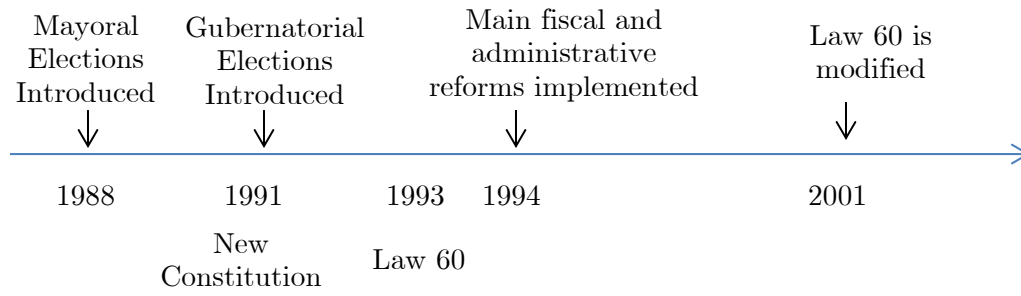 Mayoral
Elections
Introduced
Gubernatorial
Elections
Introduced
Main fiscal and
administrative
reforms implemented
Law 60 is
modified
1988
1991
1993
1994
2001
New
Constitution
Law 60